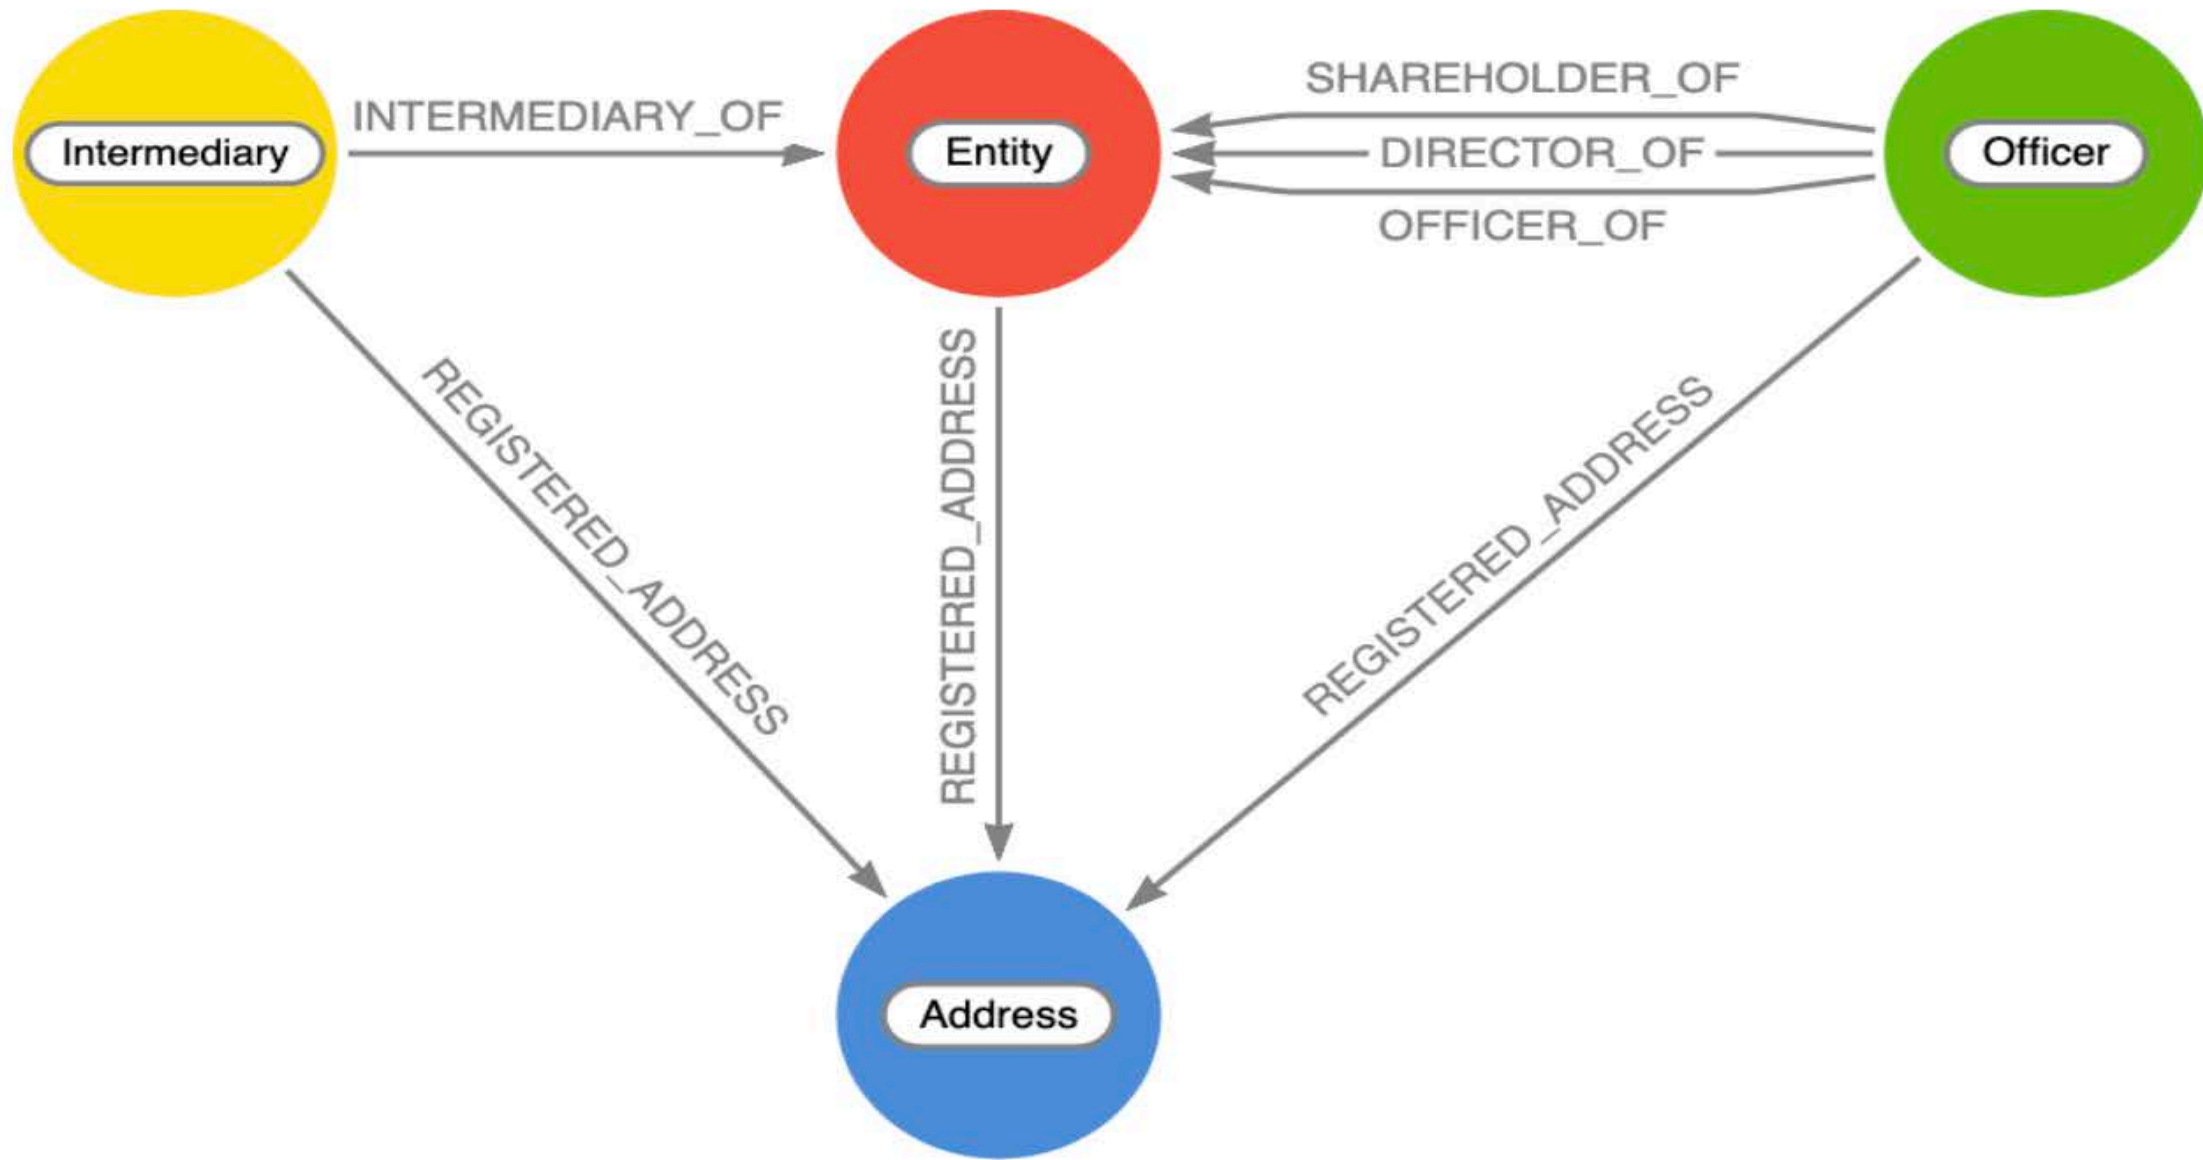 SHAREHOLDER_OF
INTERMEDIARY_OF
Intermediary
Entity
DIRECTOR_OF
Officer
OFFICER_OF
REGISTERED_ADDRESS
REGISTERED_ADDRESS
REGISTERED_ADDRESS
Address